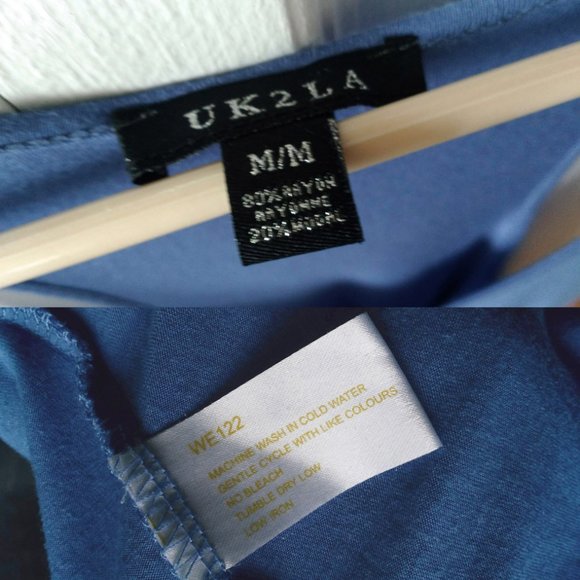 UK2LA
M/M
80% RAYON
RAYONNE
20% MODAL
WE122
MACHINE WASH IN COLD WATER
GENTLE CYCLE WITH LIKE COLOURS
NO BLEACH
TUMBLE DRY LOW
LOW IRON